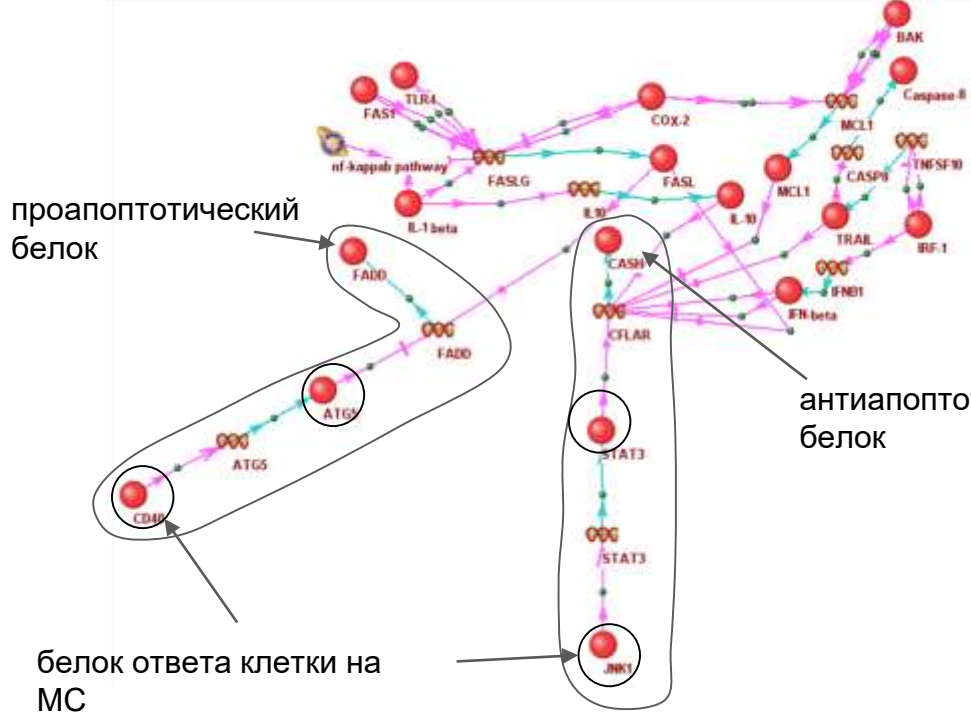 BAK
TLR4
FAS1
Caspase-8
COX-2
MCL1
nf-kappab pathway
FASLG
FASL
MCL1
CASP8
TNFSF10
IL-1 beta
IL10
IL-10
TRAIL
IRF-1
проапоптотический
белок
FADD
CASH
IFNB1
IFN-beta
CFLAR
FADD
ATG5
антиапопто
белок
STAT3
ATG5
CD40
STAT3
JNK1
белок ответа клетки на
МС